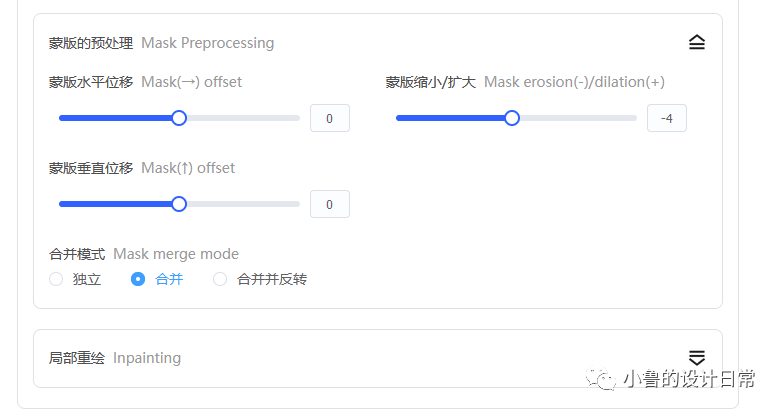 蒙版的预处理 Mask Preprocessing
蒙版水平位移 Mask(→) offset
0
蒙版缩小/扩大 Mask erosion(-)/dilation(+)
-4
蒙版垂直位移 Mask(↑) offset
0
合并模式 Mask merge mode
独立 合并 合并并反转
局部重绘 Inpainting
小鲁的设计日常